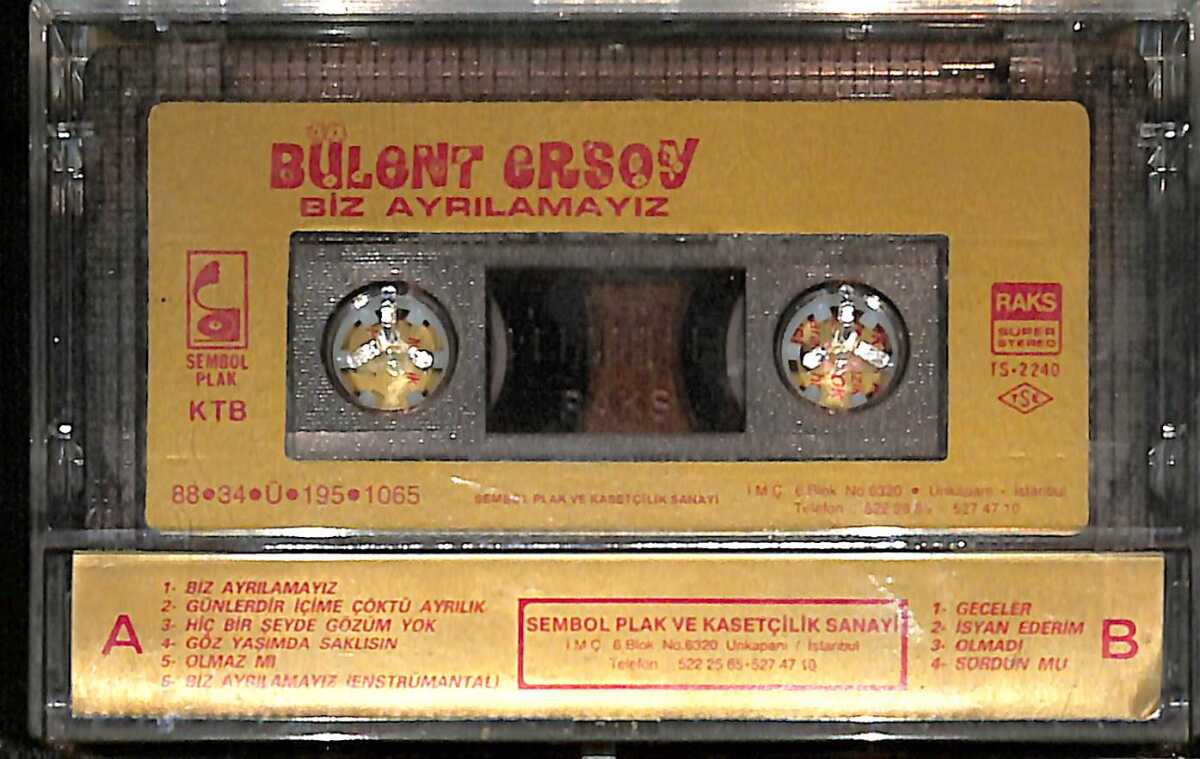 BÜLENT ERSOY
BİZ AYRILAMAYIZ
SEMBOL
PLAK
KTB
RAKS
SUPER
STEREO
TS-2240
TSE
RAKS
88•34•Ü•195•1065
SEMBOL PLAK VE KASETÇİLİK SANAYİ
İ M Ç 6.Blok No.6320 • Unkapanı - İstanbul
Telefon 527 47 10
A
1- BİZ AYRILAMAYIZ
2- GÜNLERDİR İÇİME ÇÖKTÜ AYRILIK
3- HİÇ BİR ŞEYDE GÖZÜM YOK
4- GÖZ YAŞIMDA SAKLISIN
5- OLMAZ MI
6- BİZ AYRILAMAYIZ (ENSTRÜMANTAL)
SEMBOL PLAK VE KASETÇİLİK SANAYİ
İ M Ç 6.Blok No.6320 Unkapanı / İstanbul
Telefon 522 25 65-527 47 10
1- GECELER
2- İSYAN EDERİM
3- OLMADI
4- SORDUN MU
B